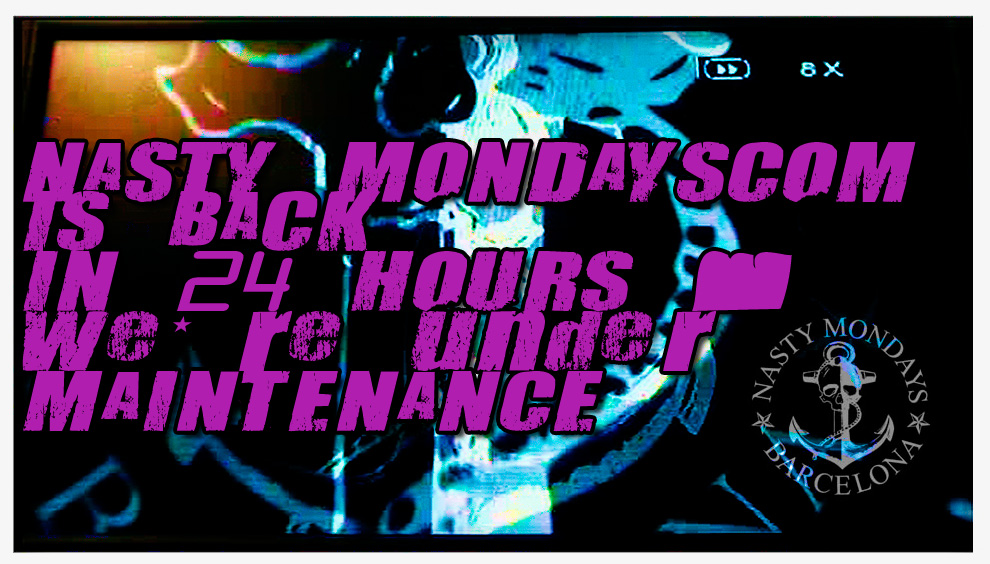 8X
NASTY MONDAYSCOM
IS BACK
IN 24 HOURS
We★re under
MAINTENANCE
NASTY MONDAYS
★ BARCELONA ★